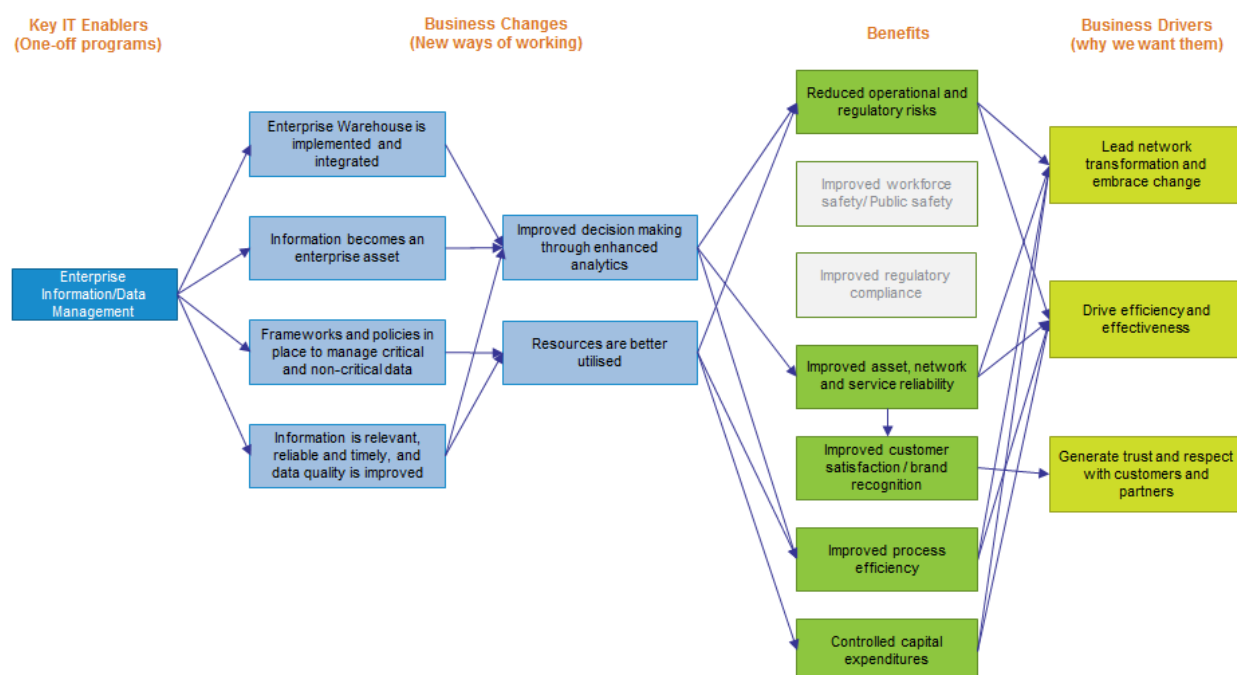 Key IT Enablers
(One-off programs)
Business Changes
(New ways of working)
Benefits
Business Drivers
(why we want them)
Enterprise
Information/Data
Management
Enterprise Warehouse is
implemented and
integrated
Information becomes an
enterprise asset
Frameworks and policies in
place to manage critical
and non-critical data
Information is relevant,
reliable and timely, and
data quality is improved
Improved decision making
through enhanced
analytics
Resources are better
utilised
Reduced operational and
regulatory risks
Improved workforce
safety/ Public safety
Improved regulatory
compliance
Improved asset, network
and service reliability
Improved customer
satisfaction / brand
recognition
Improved process
efficiency
Controlled capital
expenditures
Lead network
transformation and
embrace change
Drive efficiency and
effectiveness
Generate trust and respect
with customers and
partners